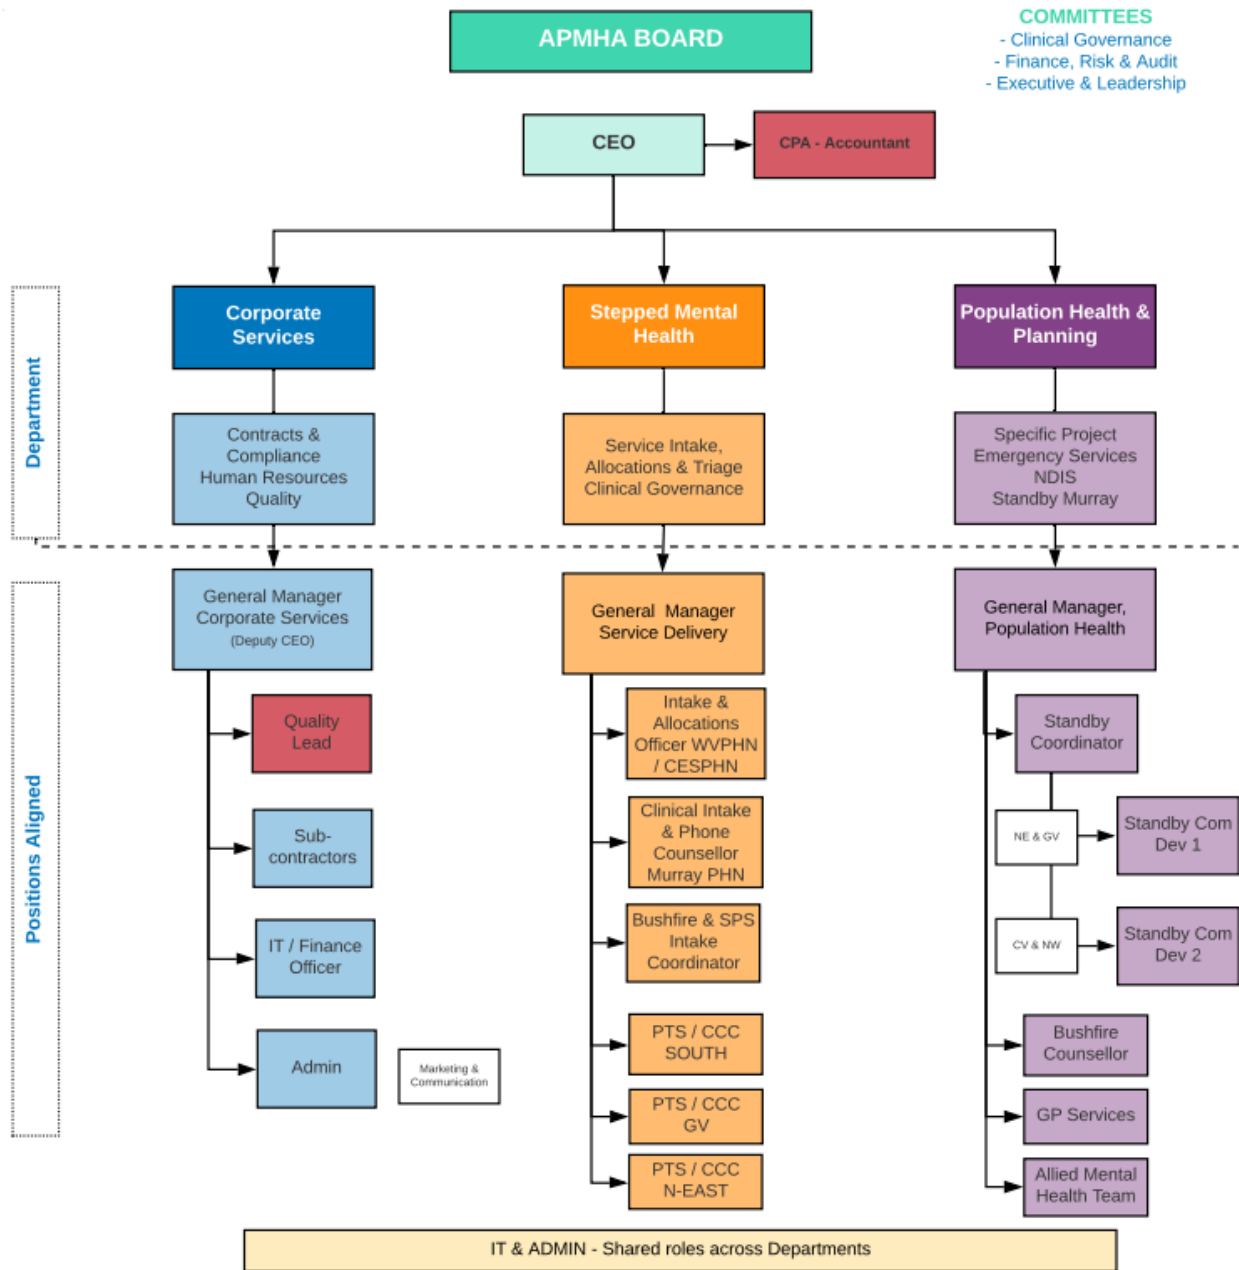 APMHA BOARD
COMMITTEES
- Clinical Governance
- Finance, Risk & Audit
- Executive & Leadership
CEO
CPA - Accountant
Department
Corporate
Services
Stepped Mental
Health
Population Health &
Planning
Contracts &
Compliance
Human Resources
Quality
Service Intake,
Allocations & Triage
Clinical Governance
Specific Project
Emergency Services
NDIS
Standby Murray
Positions Aligned
General Manager
Corporate Services
(Deputy CEO)
Quality
Lead
Sub-
contractors
IT / Finance
Officer
Admin
Marketing &
Communication
General Manager
Service Delivery
Intake &
Allocations
Officer WVPHN
/ CESPHN
Clinical Intake
& Phone
Counsellor
Murray PHN
Bushfire & SPS
Intake
Coordinator
PTS / CCC
SOUTH
PTS / CCC
GV
PTS / CCC
N-EAST
General Manager,
Population Health
Standby
Coordinator
NE & GV
Standby Com
Dev 1
CV & NW
Standby Com
Dev 2
Bushfire
Counsellor
GP Services
Allied Mental
Health Team
IT & ADMIN - Shared roles across Departments